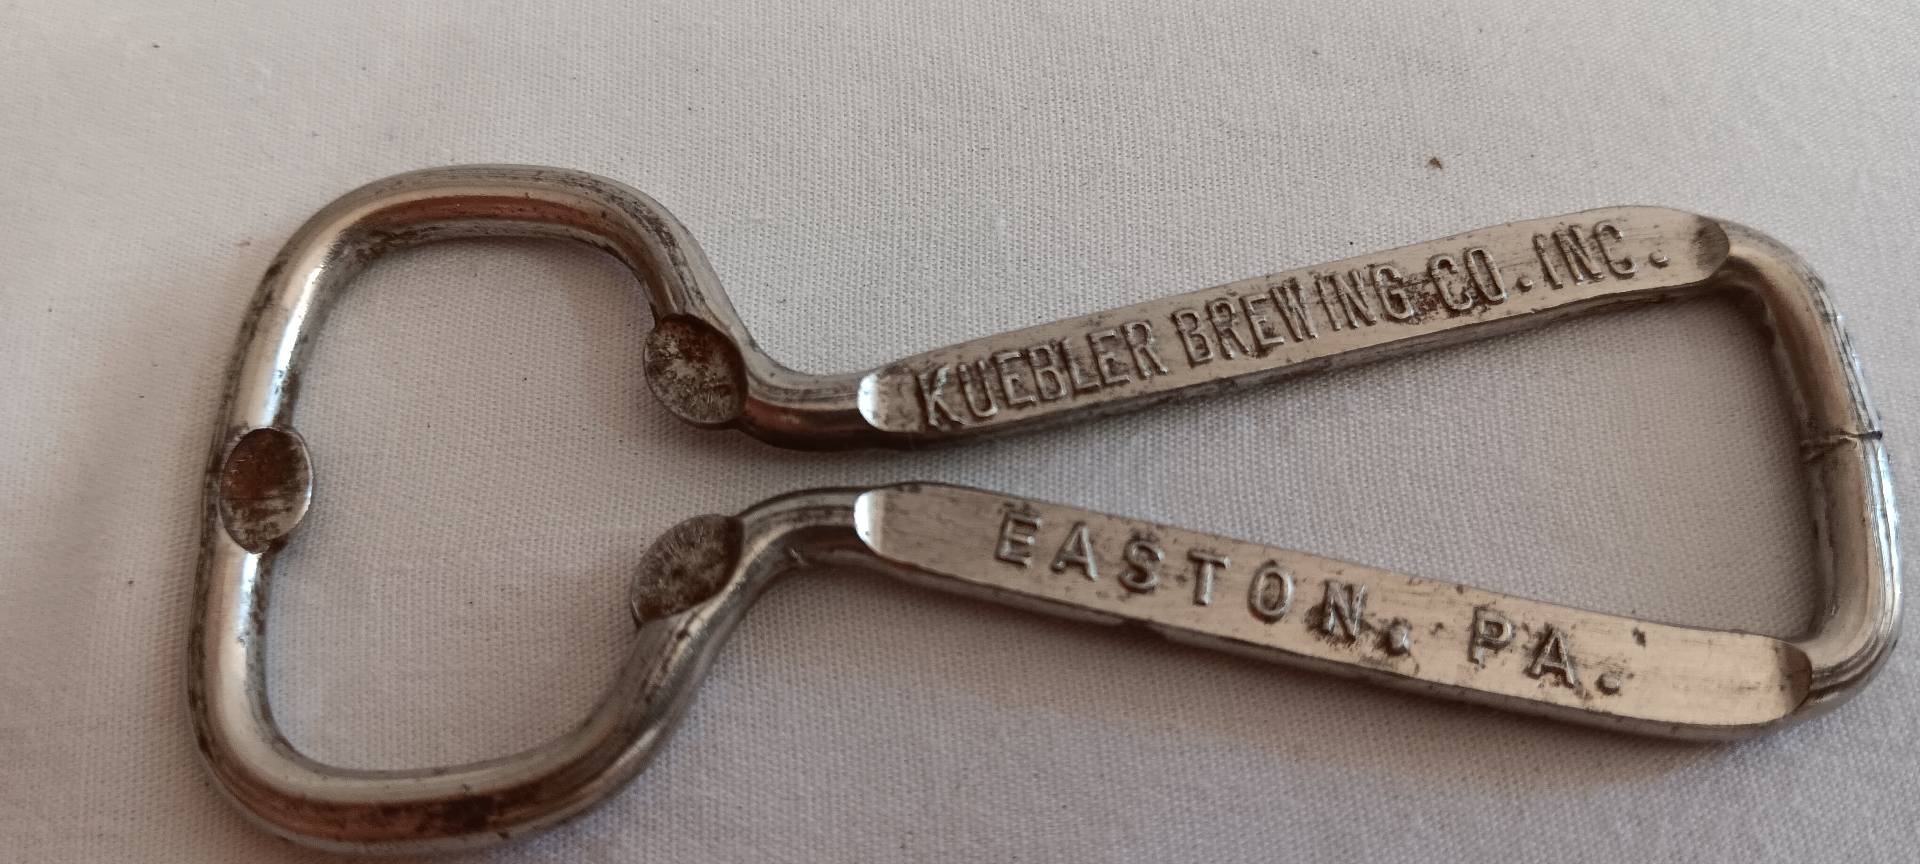 KUEBLER BREWING CO. INC.
EASTON. PA.